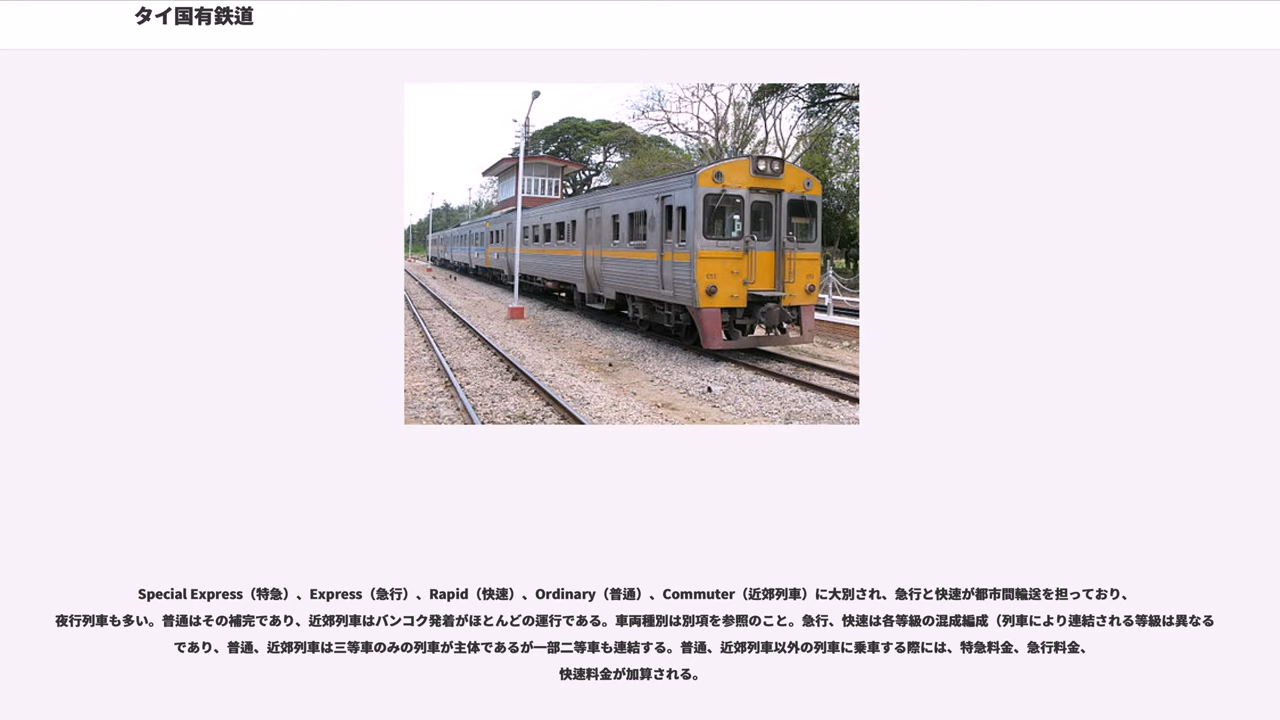 タイ国有鉄道
Special Express（特急）、Express（急行）、Rapid（快速）、Ordinary（普通）、Commuter（近郊列車）に大別され、急行と快速が都市間輸送を担っており、
夜行列車も多い。普通はその補完であり、近郊列車はバンコク発着がほとんどの運行である。車両種別は別項を参照のこと。急行、快速は各等級の混成編成（列車により連結される等級は異なる
であり、普通、近郊列車は三等車のみの列車が主体であるが一部二等車も連結する。普通、近郊列車以外の列車に乗車する際には、特急料金、急行料金、
快速料金が加算される。